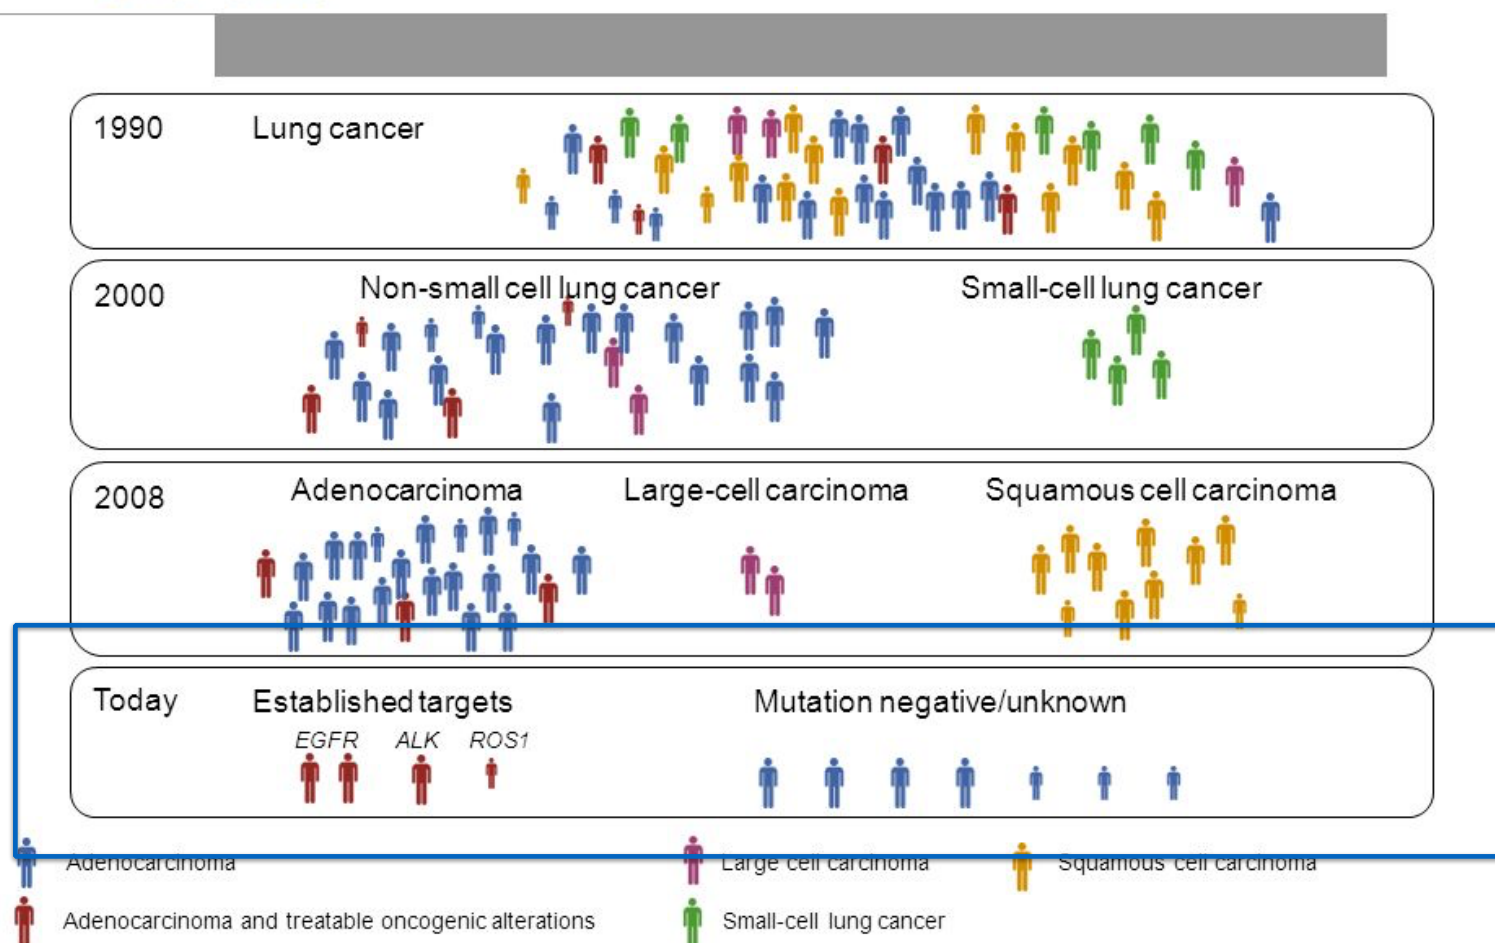 1990 Lung cancer
2000 Non-small cell lung cancer Small-cell lung cancer
2008 Adenocarcinoma Large-cell carcinoma Squamous cell carcinoma
Today Established targets Mutation negative/unknown
EGFR ALK ROS1
Adenocarcinoma Large cell carcinoma Squamous cell carcinoma
Adenocarcinoma and treatable oncogenic alterations Small-cell lung cancer